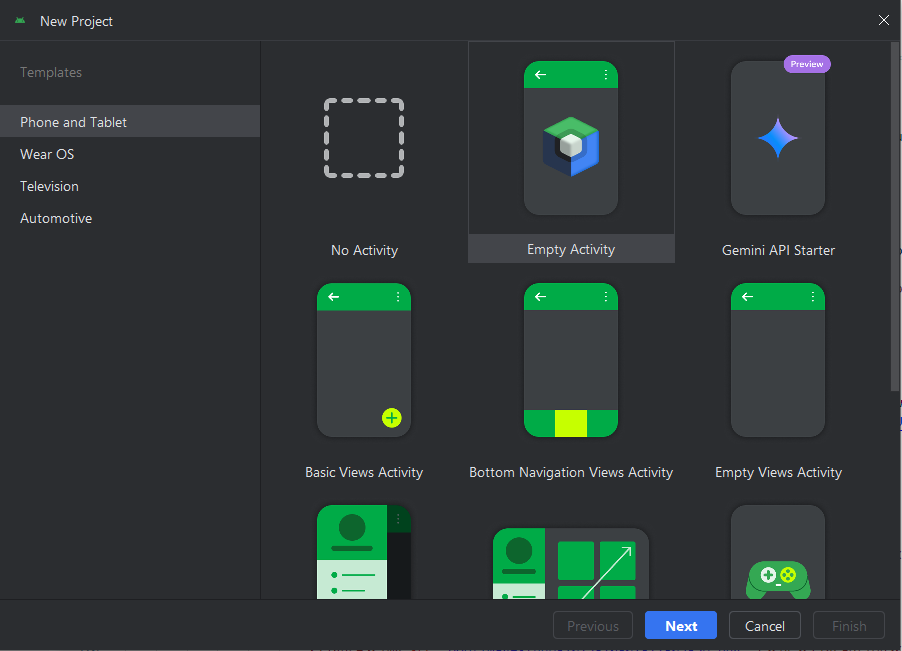 New Project
Templates
Phone and Tablet
Wear OS
Television
Automotive
Preview
No Activity
Empty Activity
Gemini API Starter
Basic Views Activity
Bottom Navigation Views Activity
Empty Views Activity
Previous
Next
Cancel
Finish